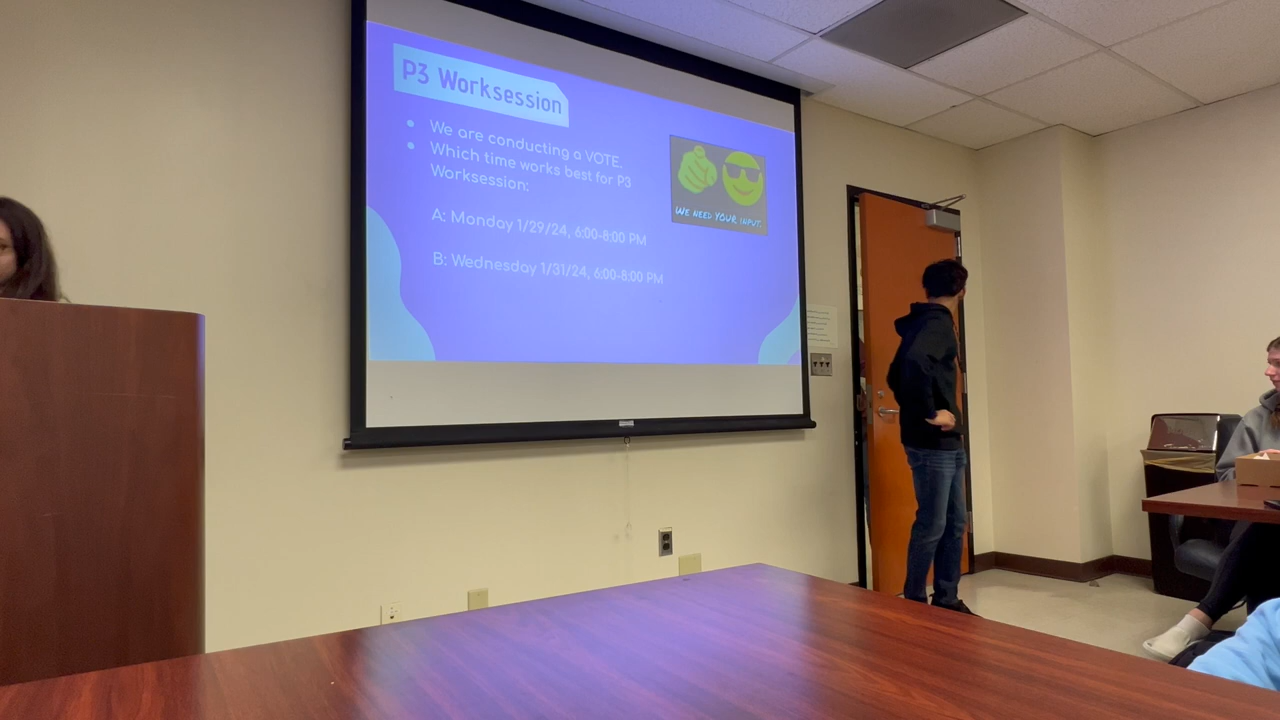 P3 Worksession
● We are conducting a VOTE.
● Which time works best for P3
Worksession:
WE NEED YOUR INPUT.
A: Monday 1/29/24, 6:00-8:00 PM
B: Wednesday 1/31/24, 6:00-8:00 PM